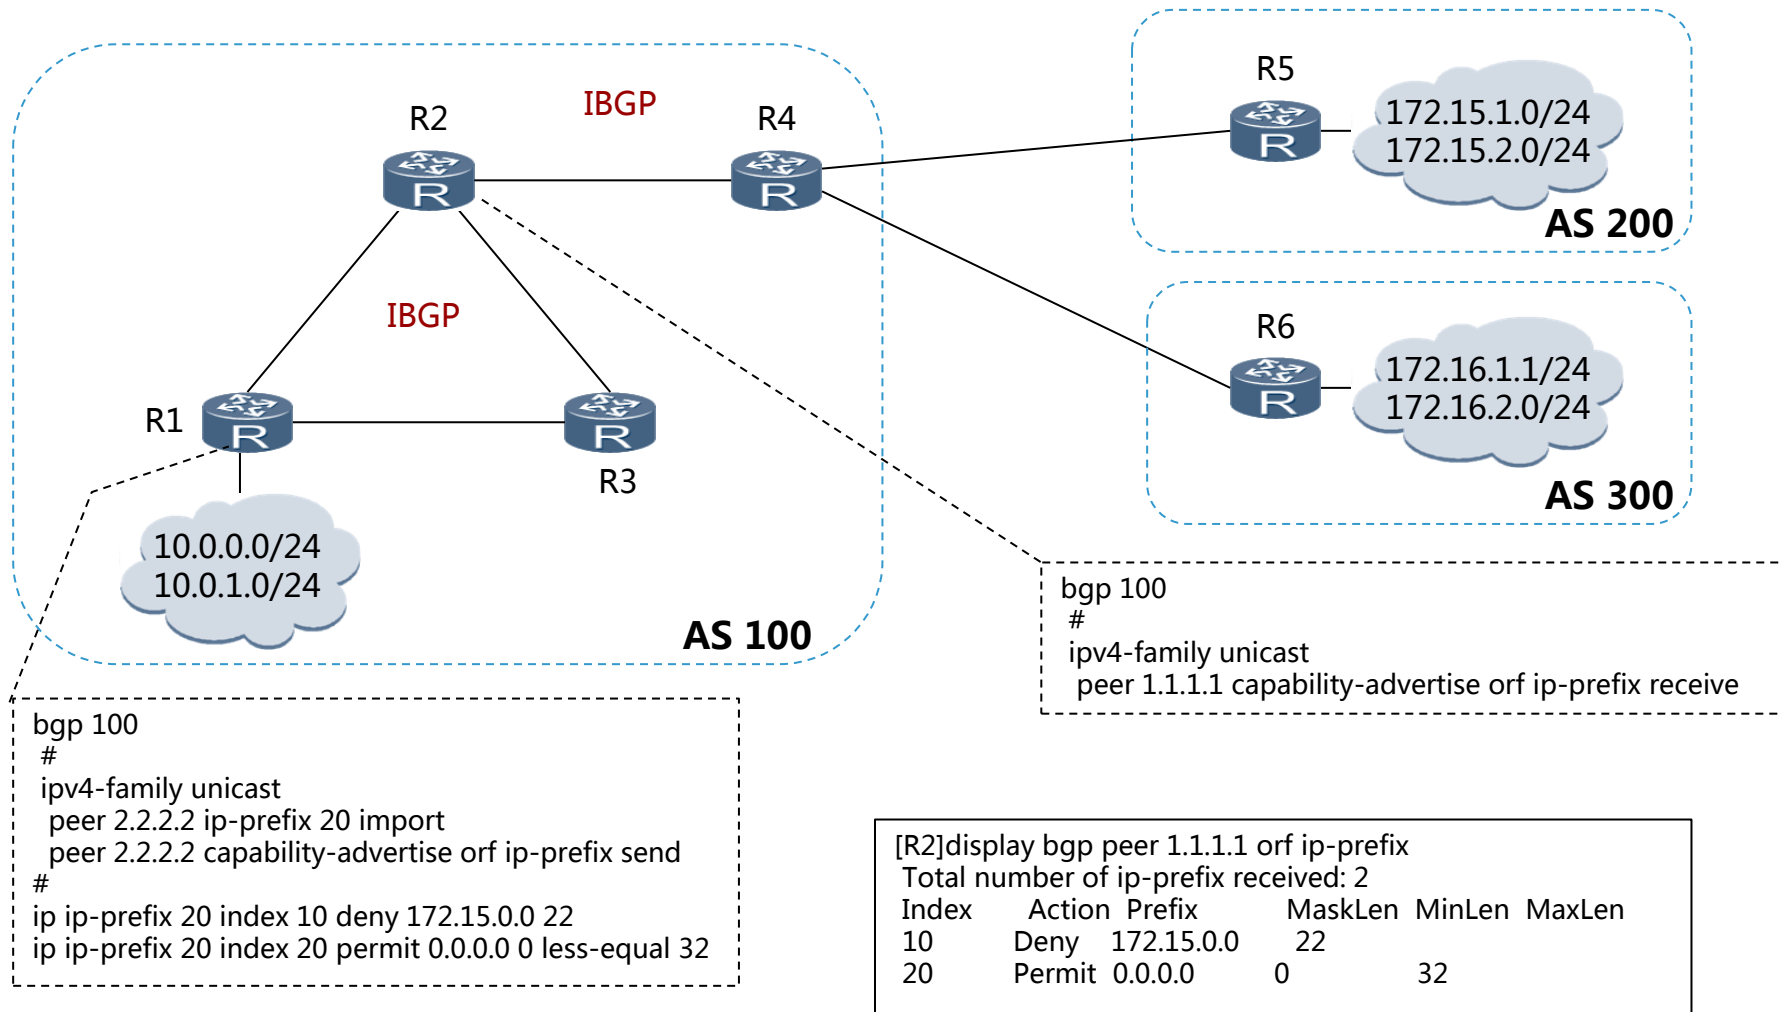 IBGP
R2
R4
R5
172.15.1.0/24
172.15.2.0/24
AS 200
IBGP
R6
172.16.1.1/24
172.16.2.0/24
AS 300
R1
R3
10.0.0.0/24
10.0.1.0/24
AS 100
R
R
R
R
R
R
bgp 100
#
ipv4-family unicast
peer 1.1.1.1 capability-advertise orf ip-prefix receive
bgp 100
#
ipv4-family unicast
peer 2.2.2.2 ip-prefix 20 import
peer 2.2.2.2 capability-advertise orf ip-prefix send
#
ip ip-prefix 20 index 10 deny 172.15.0.0 22
ip ip-prefix 20 index 20 permit 0.0.0.0 0 less-equal 32
[R2]display bgp peer 1.1.1.1 orf ip-prefix
Total number of ip-prefix received: 2
Index Action Prefix MaskLen MinLen MaxLen
10 Deny 172.15.0.0 22
20 Permit 0.0.0.0 0 32